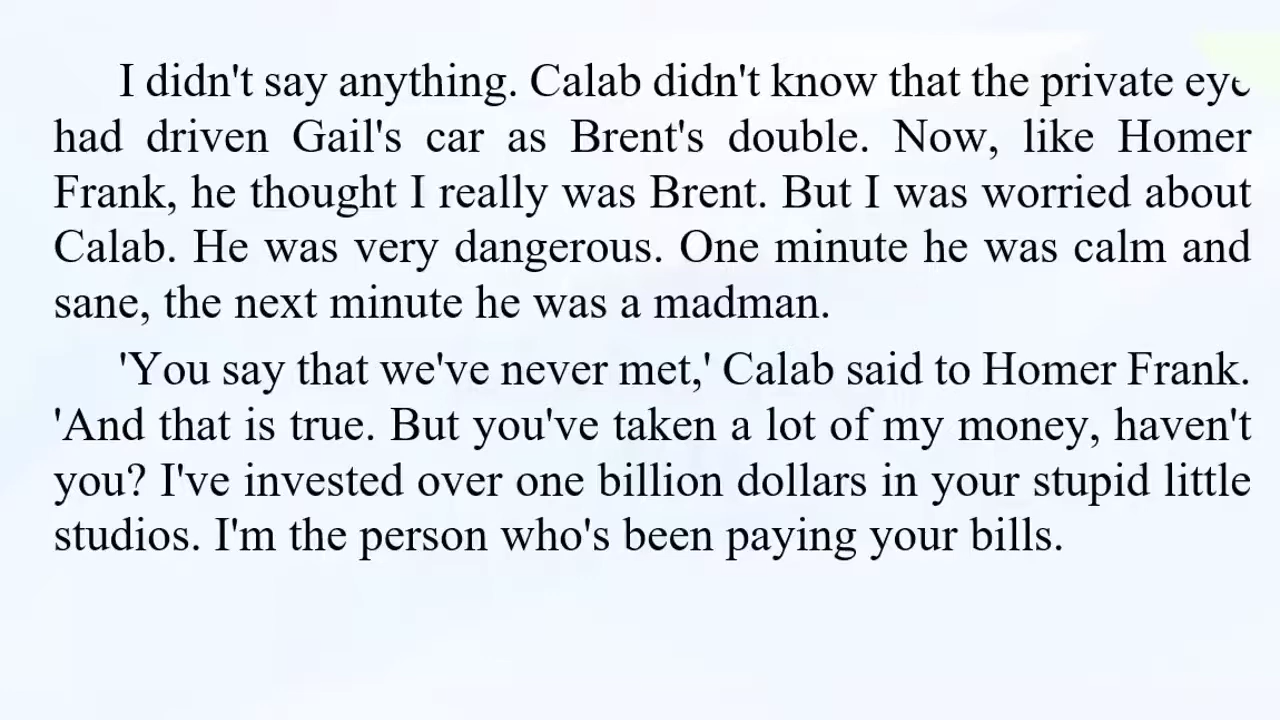 I didn't say anything. Calab didn't know that the private eye
had driven Gail's car as Brent's double. Now, like Homer
Frank, he thought I really was Brent. But I was worried about
Calab. He was very dangerous. One minute he was calm and
sane, the next minute he was a madman.
'You say that we've never met,' Calab said to Homer Frank.
'And that is true. But you've taken a lot of my money, haven't
you? I've invested over one billion dollars in your stupid little
studios. I'm the person who's been paying your bills.